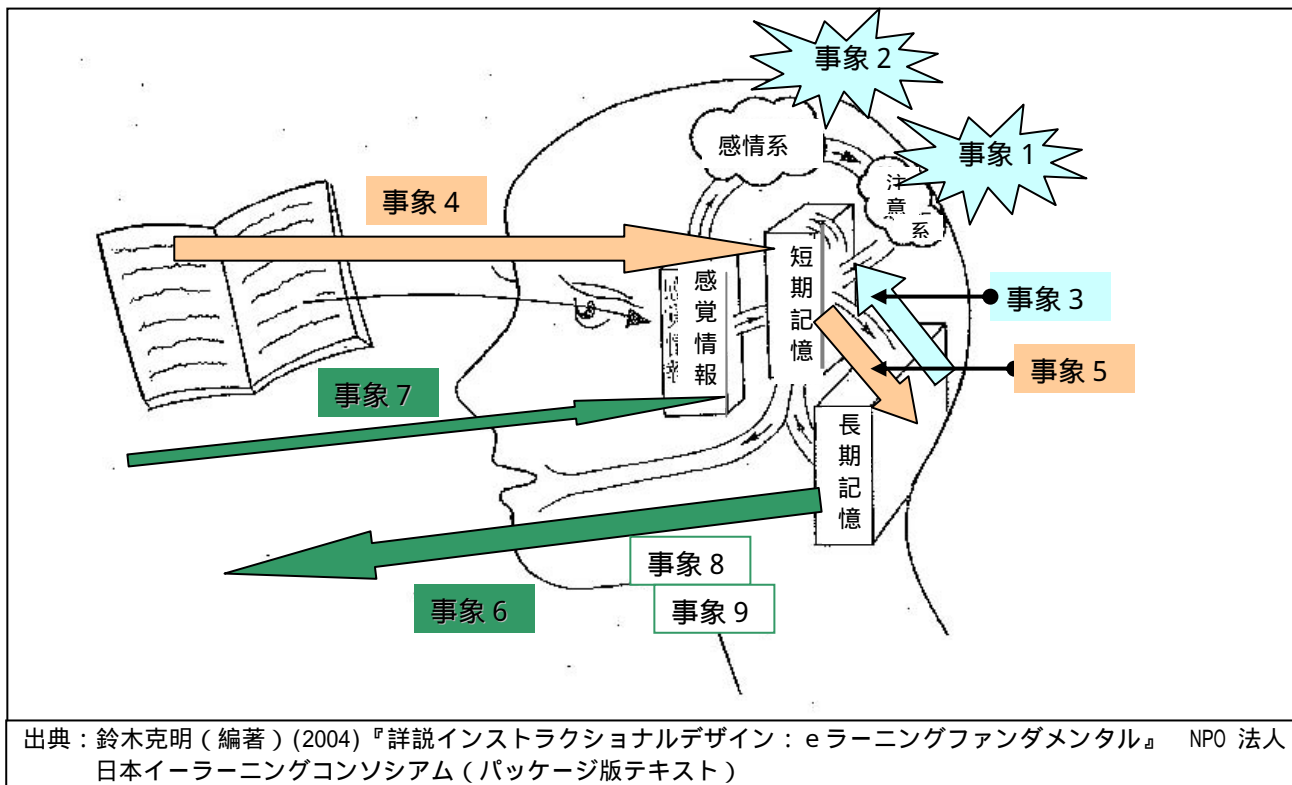 事象 2
事象 1
感情系
注意系
事象 4
感覚情報
短期記憶
事象 3
事象 5
事象 7
長期記憶
事象 8
事象 6
事象 9
出典：鈴木克明（編著）(2004)『詳説インストラクショナルデザイン：eラーニングファンダメンタル』　NPO 法人
日本イーラーニングコンソシアム（パッケージ版テキスト）